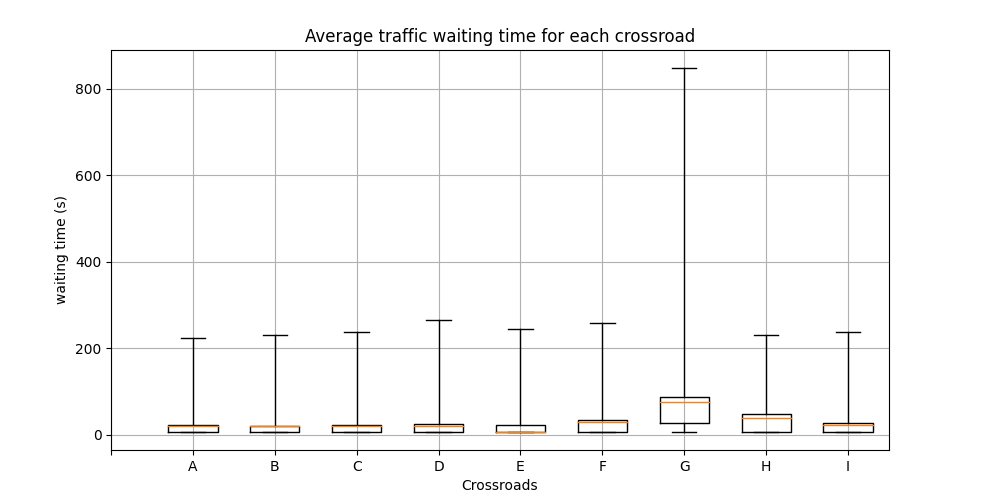 Average traffic waiting time for each crossroad
800
600
400
200
0
waiting time (s)
A B C D E F G H I
Crossroads